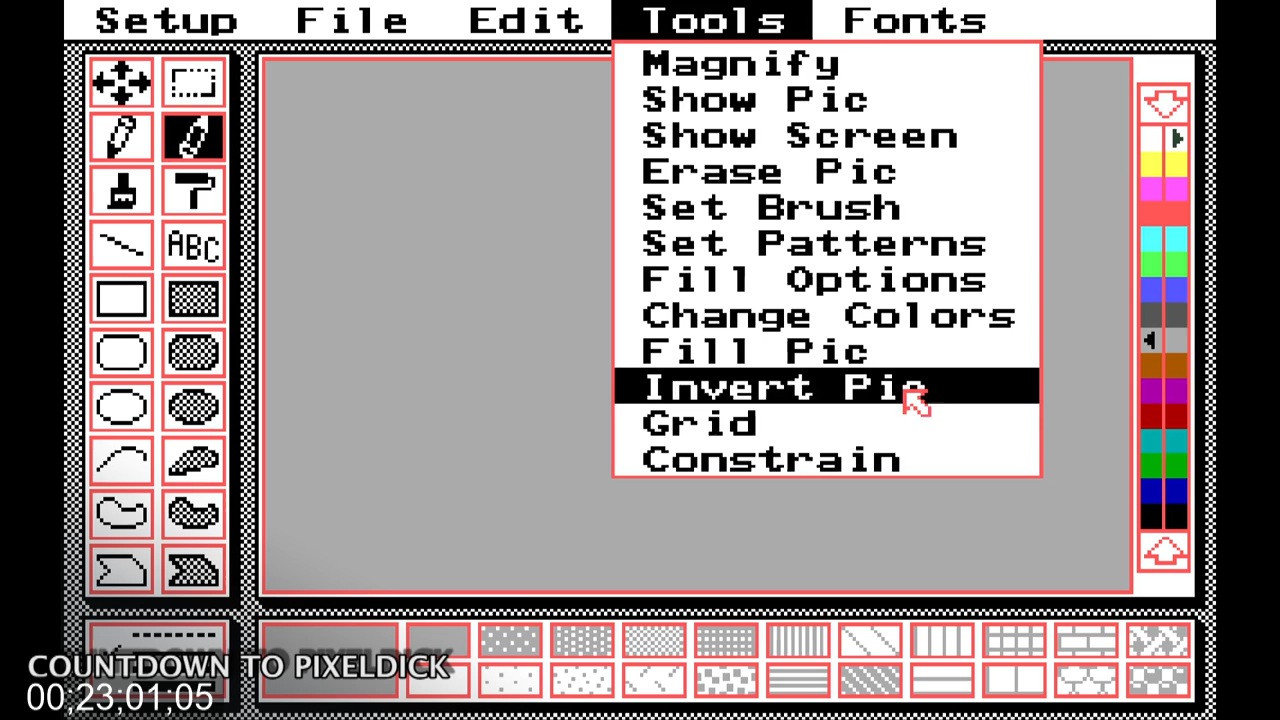 Setup File Edit Tools Fonts
Magnify
Show Pic
Show Screen
Erase Pic
Set Brush
Set Patterns
Fill Options
Change Colors
Fill Pic
Invert Pic
Grid
Constrain
ABC
COUNTDOWN TO PIXELDICK
00;23;01;05